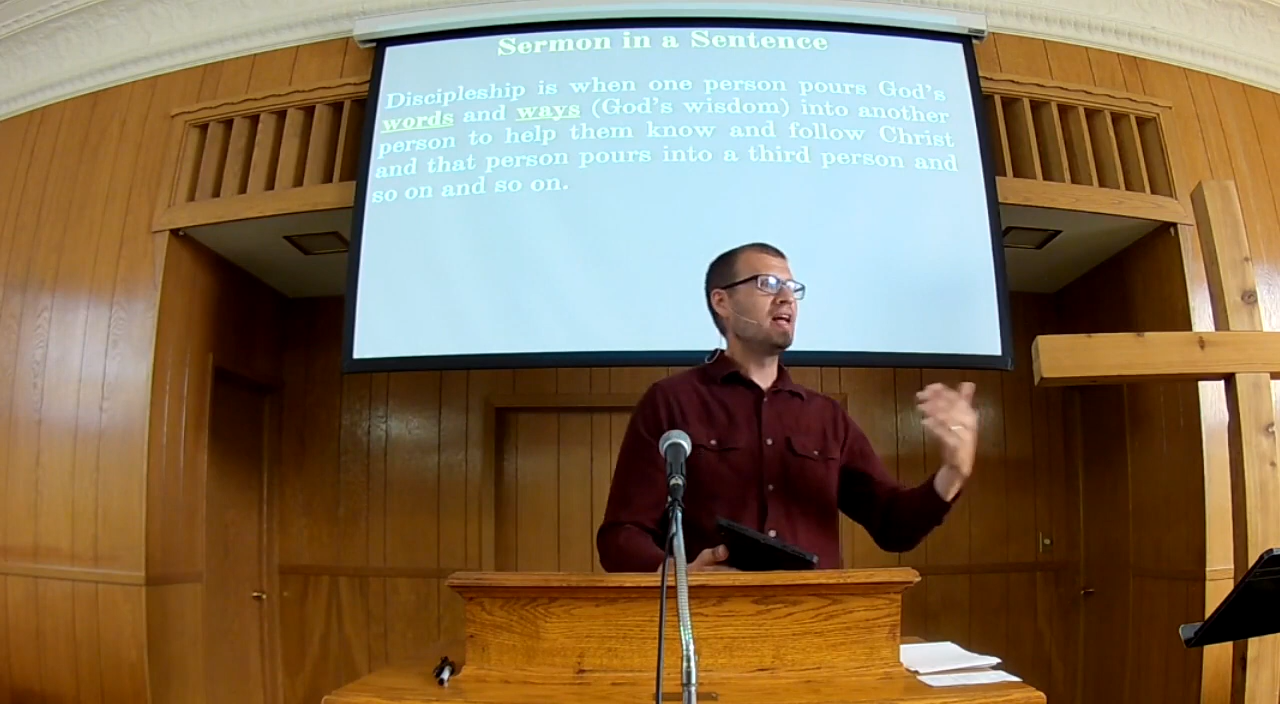 Sermon in a Sentence
Discipleship is when one person pours God's
words and ways (God's wisdom) into another
person to help them know and follow Christ
and that person pours into a third person and
so on and so on.